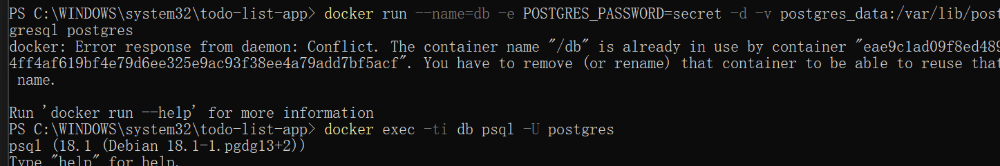 PS C:\WINDOWS\system32\todo-list-app> docker run --name=db -e POSTGRES_PASSWORD=secret -d -v postgres_data:/var/lib/post
gresql postgres
docker: Error response from daemon: Conflict. The container name "/db" is already in use by container "eae9c1ad09f8ed489
4ff4af619bf4e79d6ee325e9ac93f38ee4a79add7bf5acf". You have to remove (or rename) that container to be able to reuse that
name.
Run 'docker run --help' for more information
PS C:\WINDOWS\system32\todo-list-app> docker exec -ti db psql -U postgres
psql (18.1 (Debian 18.1-1.pgdg13+2))
Type "help" for help.